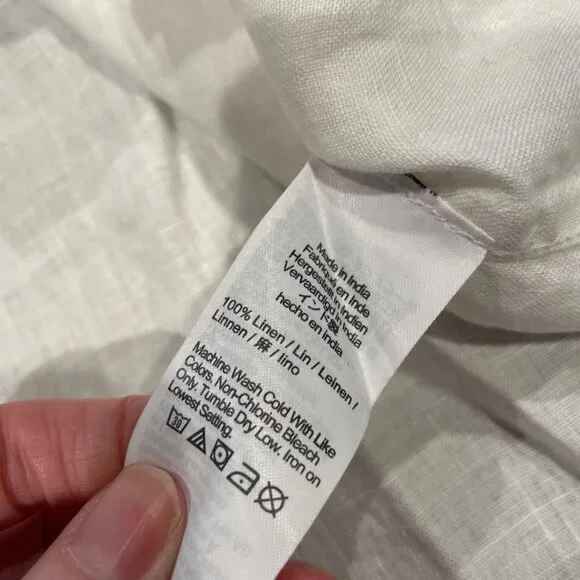 Made in India
Fabriqué en Inde
Hergestellt in Indien
Vervaardigd in India
インド製
hecho en India
100% Linen / Lin / Leinen /
Linnen / 麻 / lino
Machine Wash Cold With Like
Colors. Non-Chlorine Bleach
Only. Tumble Dry Low. Iron on
Lowest Setting.
30